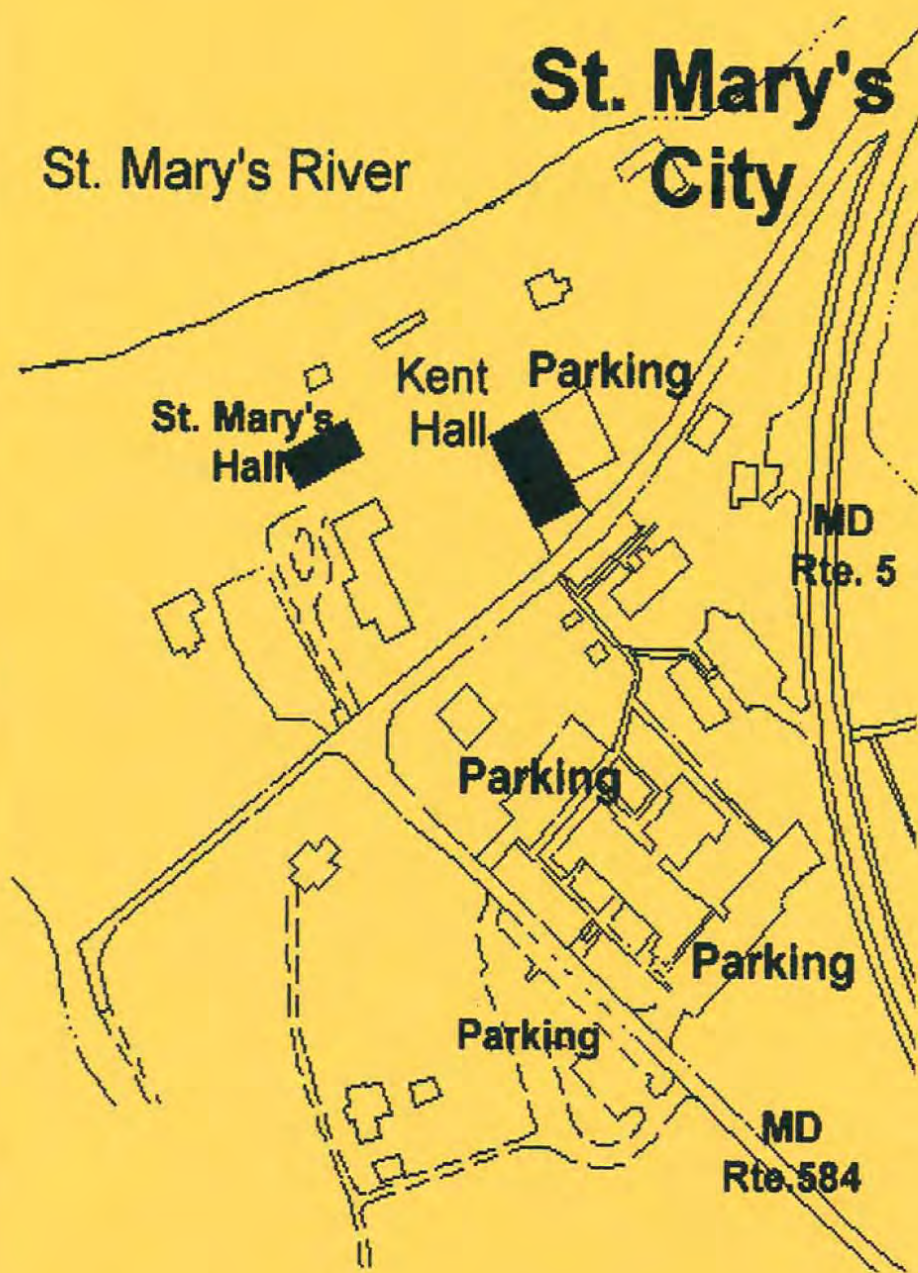 St. Mary's
City
St. Mary's River
Kent
Hall
Parking
St. Mary's
Hall
MD
Rte. 5
Parking
Parking
Parking
MD
Rte.584